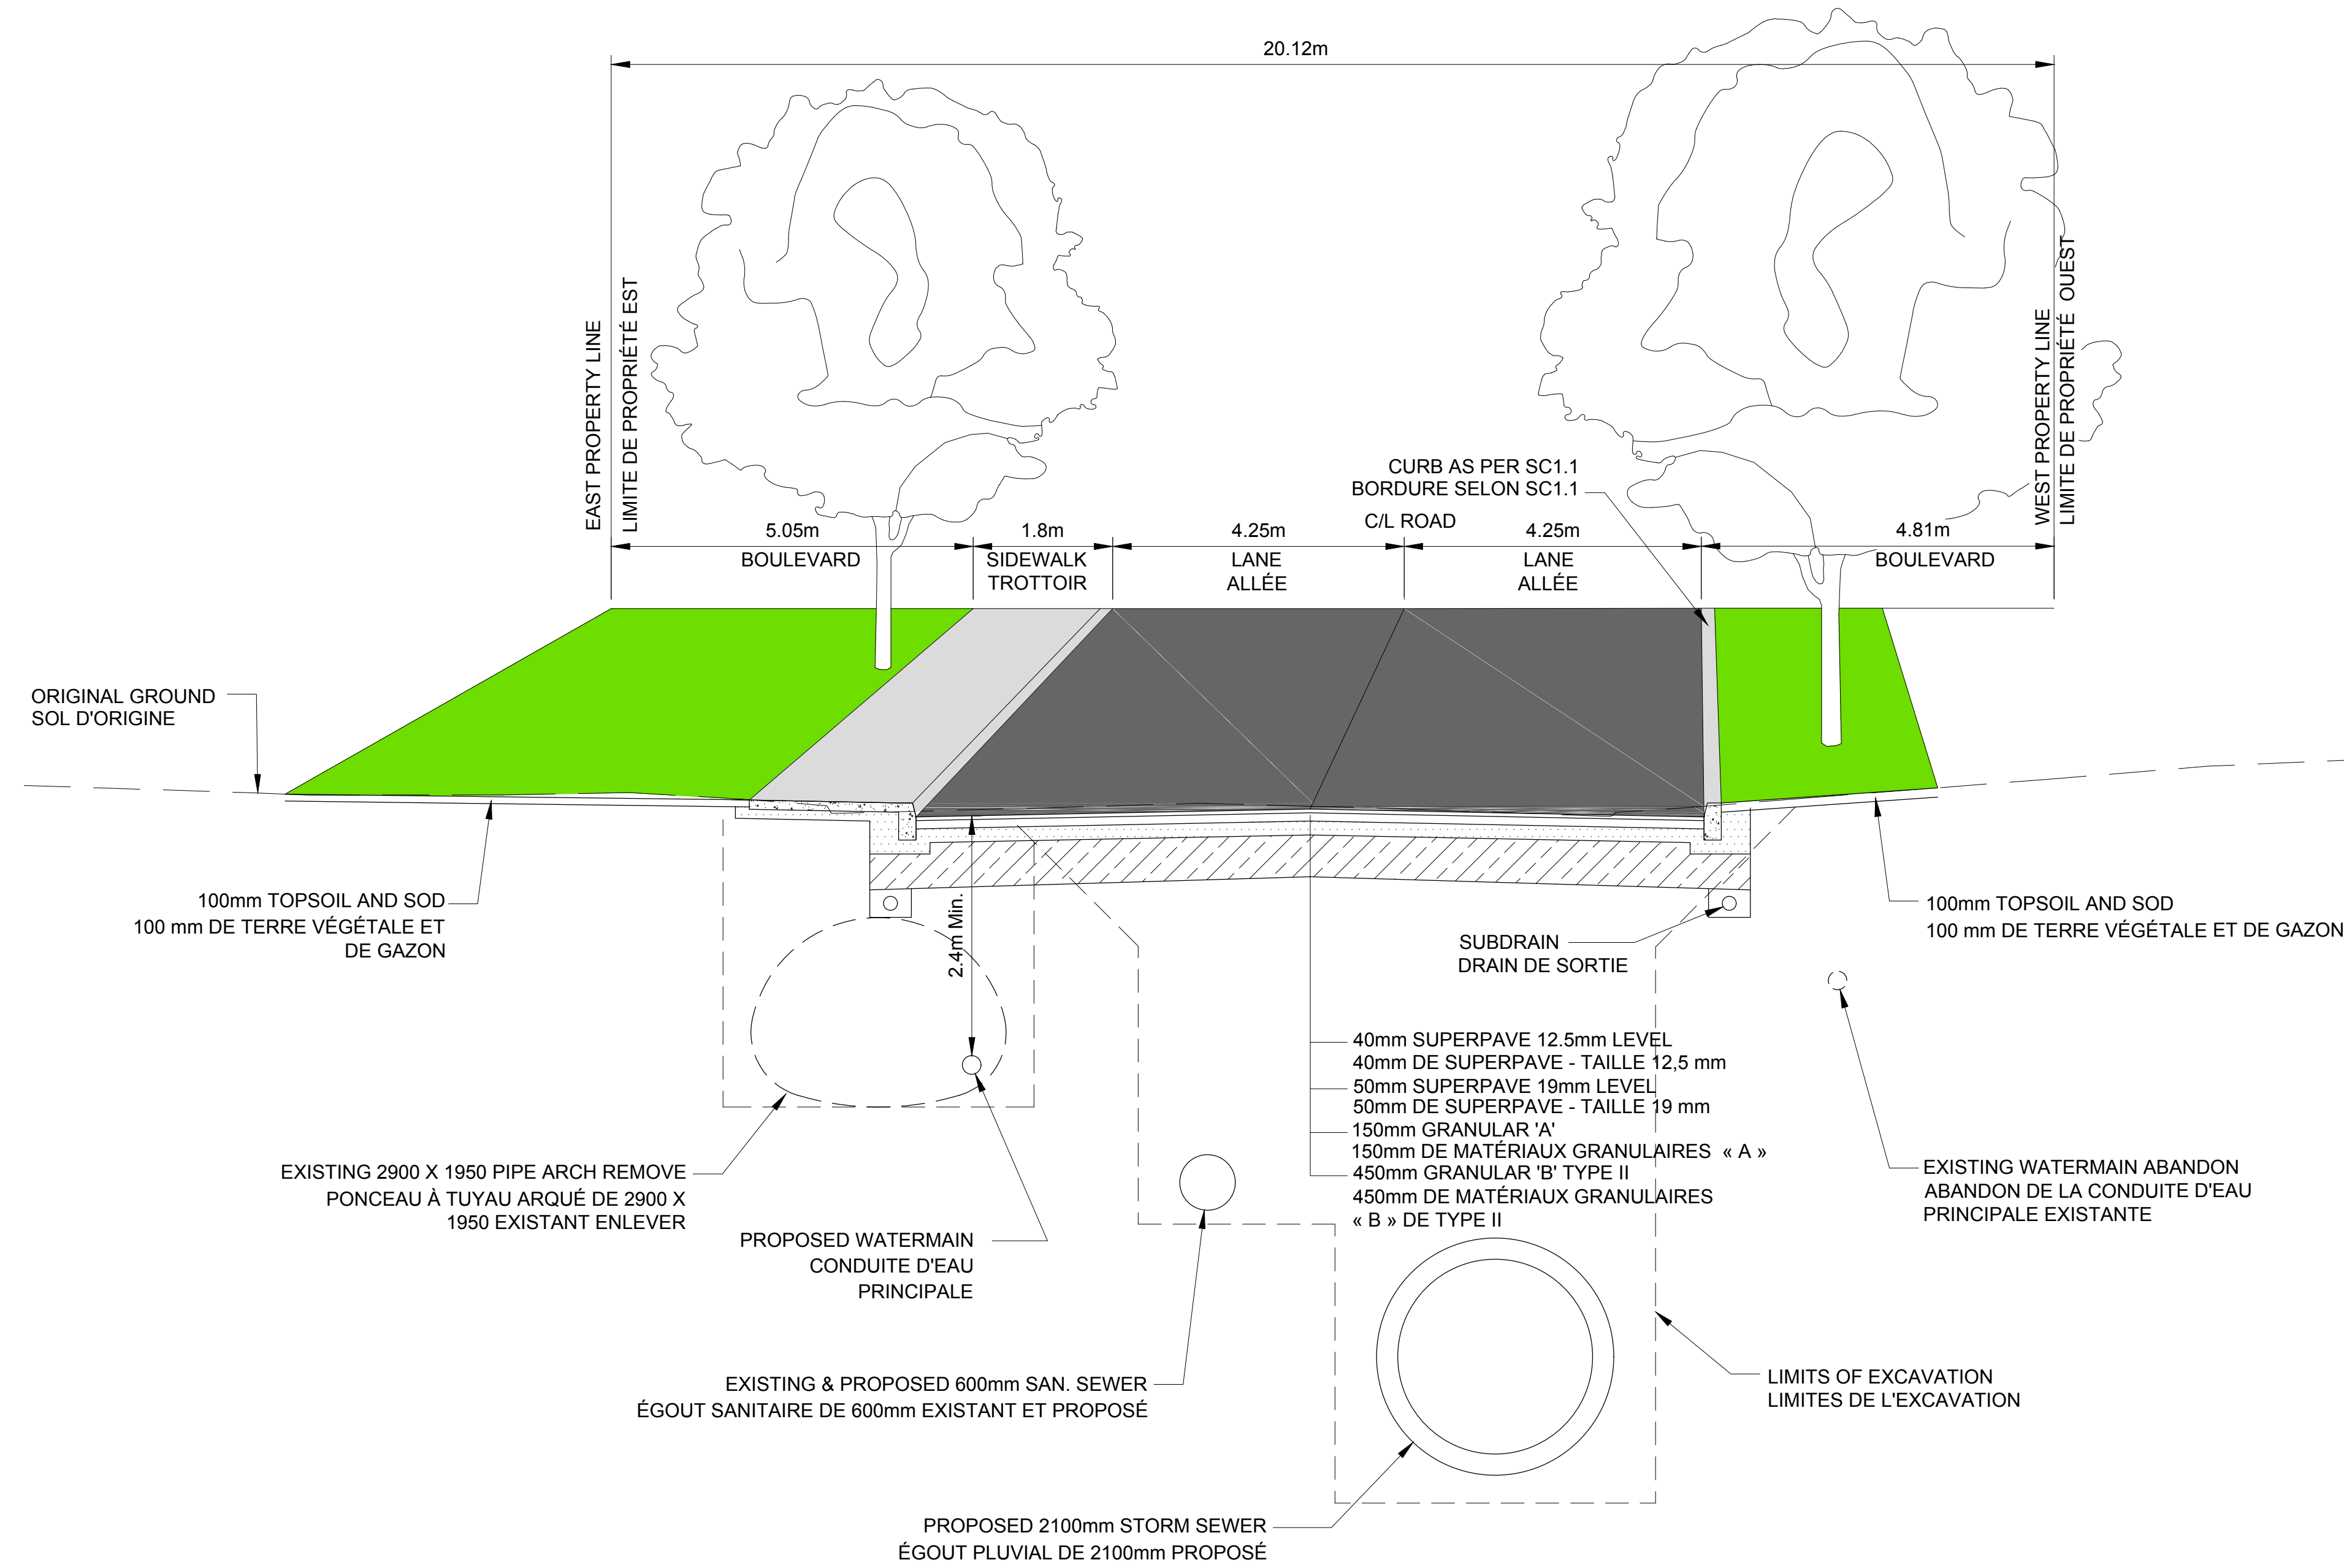 20.12m
EAST PROPERTY LINE
LIMITE DE PROPRIÉTÉ EST
WEST PROPERTY LINE
LIMITE DE PROPRIÉTÉ OUEST
CURB AS PER SC1.1
BORDURE SELON SC1.1
C/L ROAD
5.05m
BOULEVARD
1.8m
SIDEWALK
TROTTOIR
4.25m
LANE
ALLÉE
4.25m
LANE
ALLÉE
4.81m
BOULEVARD
ORIGINAL GROUND
SOL D'ORIGINE
100mm TOPSOIL AND SOD
100 mm DE TERRE VÉGÉTALE ET
DE GAZON
2.4m Min.
SUBDRAIN
DRAIN DE SORTIE
100mm TOPSOIL AND SOD
100 mm DE TERRE VÉGÉTALE ET DE GAZON
40mm SUPERPAVE 12.5mm LEVEL
40mm DE SUPERPAVE - TAILLE 12,5 mm
50mm SUPERPAVE 19mm LEVEL
50mm DE SUPERPAVE - TAILLE 19 mm
150mm GRANULAR 'A'
150mm DE MATÉRIAUX GRANULAIRES « A »
450mm GRANULAR 'B' TYPE II
450mm DE MATÉRIAUX GRANULAIRES
« B » DE TYPE II
EXISTING 2900 X 1950 PIPE ARCH REMOVE
PONCEAU À TUYAU ARQUÉ DE 2900 X
1950 EXISTANT ENLEVER
PROPOSED WATERMAIN
CONDUITE D'EAU
PRINCIPALE
EXISTING WATERMAIN ABANDON
ABANDON DE LA CONDUITE D'EAU
PRINCIPALE EXISTANTE
EXISTING & PROPOSED 600mm SAN. SEWER
ÉGOUT SANITAIRE DE 600mm EXISTANT ET PROPOSÉ
LIMITS OF EXCAVATION
LIMITES DE L'EXCAVATION
PROPOSED 2100mm STORM SEWER
ÉGOUT PLUVIAL DE 2100mm PROPOSÉ